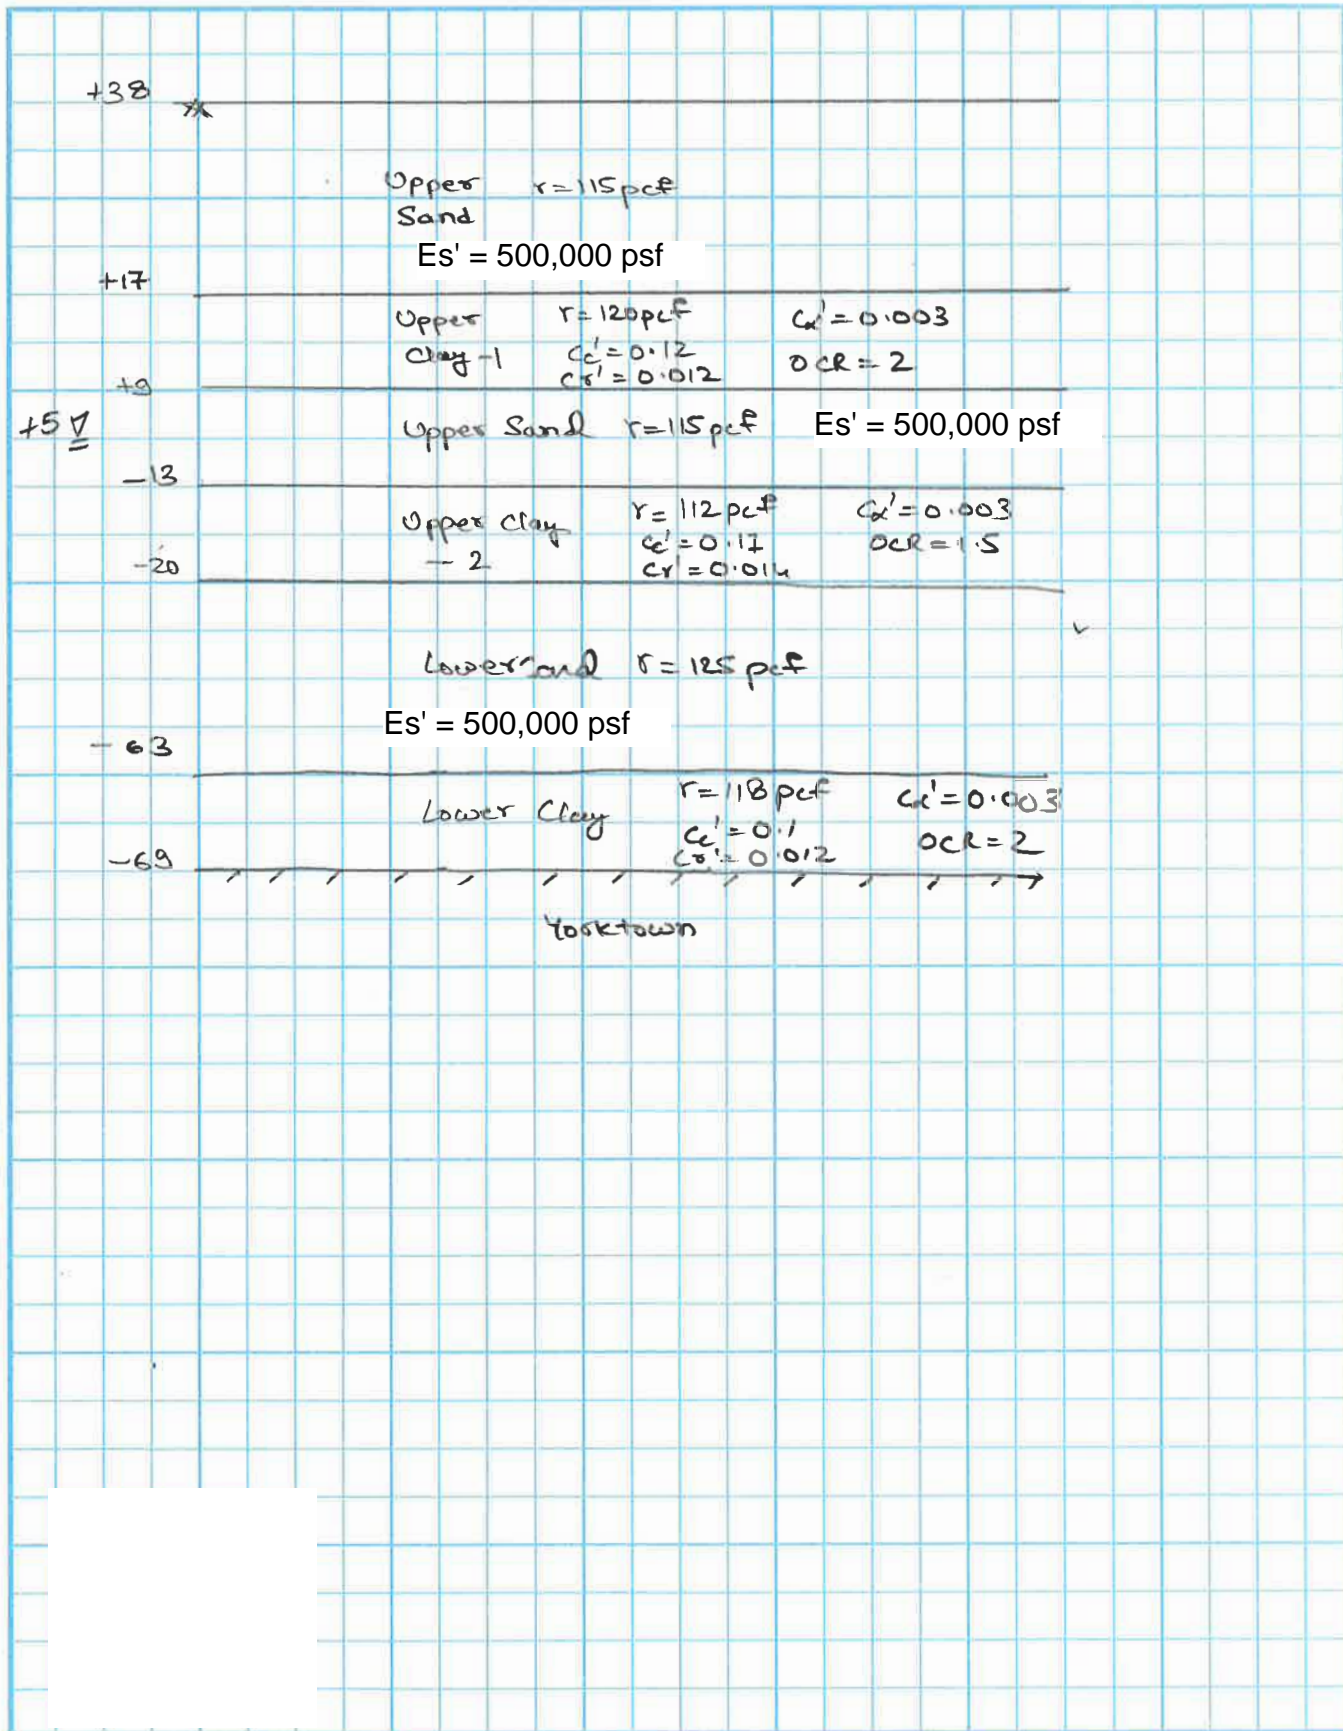 +38
Upper r=115pcf
Sand
Es' = 500,000 psf
+17
Upper r=120pcf Cα'=0.003
Clay-1 Cc'=0.12 OCR=2
Cr'=0.012
+9
+5 Upper Sand r=115pcf Es' = 500,000 psf
-13
Upper Clay r=112pcf Cα'=0.003
-2 Cc'=0.17 OCR=1.5
-20 Cr'=0.014
Lower Sand r=125 pcf
Es' = 500,000 psf
-63
Lower Clay r=118pcf Cα'=0.003
Cc'=0.1 OCR=2
-69 Cr'=0.012
Yorktown